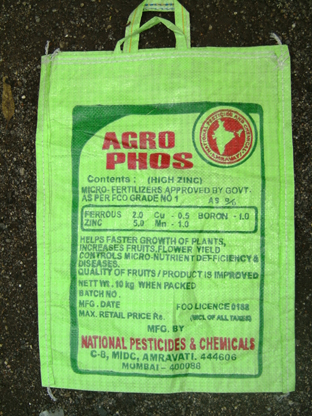 AGRO
PHOS
Contents : (HIGH ZINC)
MICRO-FERTILIZERS APPROVED BY GOVT
AS PER FCO GRADE NO 1
FERROUS 2.0 Cu - 0.5 BORON - 1.0
ZINC 5.0 Mn - 1.0
HELPS FASTER GROWTH OF PLANTS,
INCREASES FRUITS, FLOWER YIELD
CONTROLS MICRO-NUTRIENT DEFFICIENCY &
DISEASES.
QUALITY OF FRUITS / PRODUCT IS IMPROVED
NETT WT. 10 kg WHEN PACKED
BATCH NO.
MFG. DATE FCO LICENCE 0188
MAX. RETAIL PRICE Rs. (INCL OF ALL TAXES)
MFG. BY
NATIONAL PESTICIDES & CHEMICALS
C-8, MIDC, AMRAVATI. 444605
MUMBAI - 400088